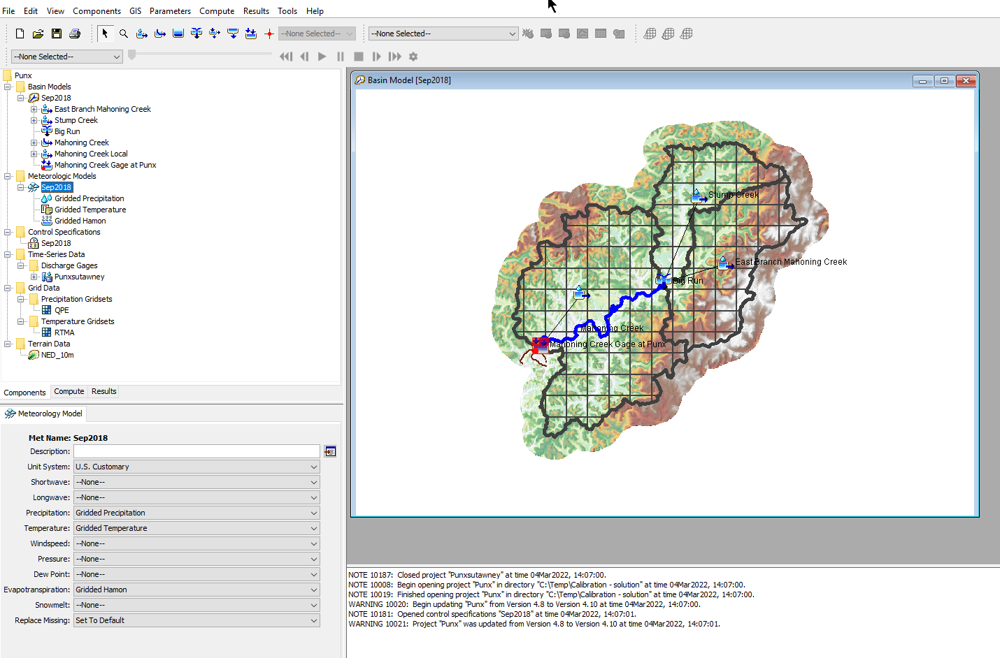 File Edit View Components GIS Parameters Compute Results Tools Help
--None Selected-- --None Selected--
--None Selected--
Punx
Basin Models
Sep2018
East Branch Mahoning Creek
Stump Creek
Big Run
Mahoning Creek
Mahoning Creek Local
Mahoning Creek Gage at Punx
Meteorologic Models
Sep2018
Gridded Precipitation
Gridded Temperature
Gridded Hamon
Control Specifications
Sep2018
Time-Series Data
Discharge Gages
Punxsutawney
Grid Data
Precipitation Gridsets
QPE
Temperature Gridsets
RTMA
Terrain Data
NED_10m
Components Compute Results
Meteorology Model
Met Name: Sep2018
Description:
Unit System: U.S. Customary
Shortwave: --None--
Longwave: --None--
Precipitation: Gridded Precipitation
Temperature: Gridded Temperature
Windspeed: --None--
Pressure: --None--
Dew Point: --None--
Evapotranspiration: Gridded Hamon
Snowmelt: --None--
Replace Missing: Set To Default
Basin Model [Sep2018]
Stump Creek
East Branch Mahoning Creek
Big Run
Mahoning Creek
Mahoning Creek Gage at Punx
NOTE 10187: Closed project "Punxsutawney" at time 04Mar2022, 14:07:00.
NOTE 10008: Begin opening project "Punx" in directory "C:\Temp\Calibration - solution" at time 04Mar2022, 14:07:00.
NOTE 10019: Finished opening project "Punx" in directory "C:\Temp\Calibration - solution" at time 04Mar2022, 14:07:00.
WARNING 10020: Begin updating "Punx" from Version 4.8 to Version 4.10 at time 04Mar2022, 14:07:00.
NOTE 10181: Opened control specifications "Sep2018" at time 04Mar2022, 14:07:01.
WARNING 10021: Project "Punx" was updated from Version 4.8 to Version 4.10 at time 04Mar2022, 14:07:01.